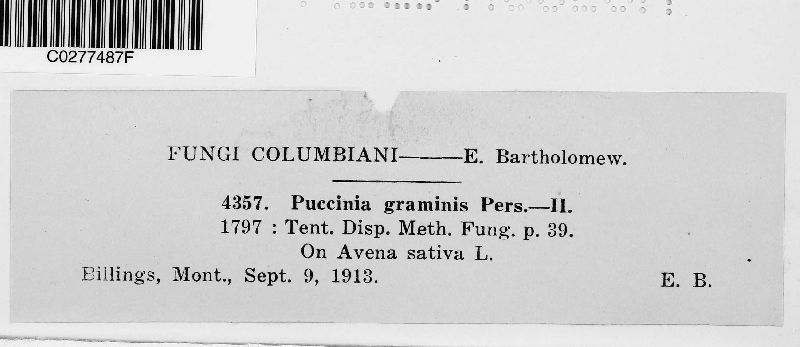 C0277487F
FUNGI COLUMBIANI———E. Bartholomew.
4357. Puccinia graminis Pers.—II.
1797 : Tent. Disp. Meth. Fung. p. 39.
On Avena sativa L.
Billings, Mont., Sept. 9, 1913. E. B.